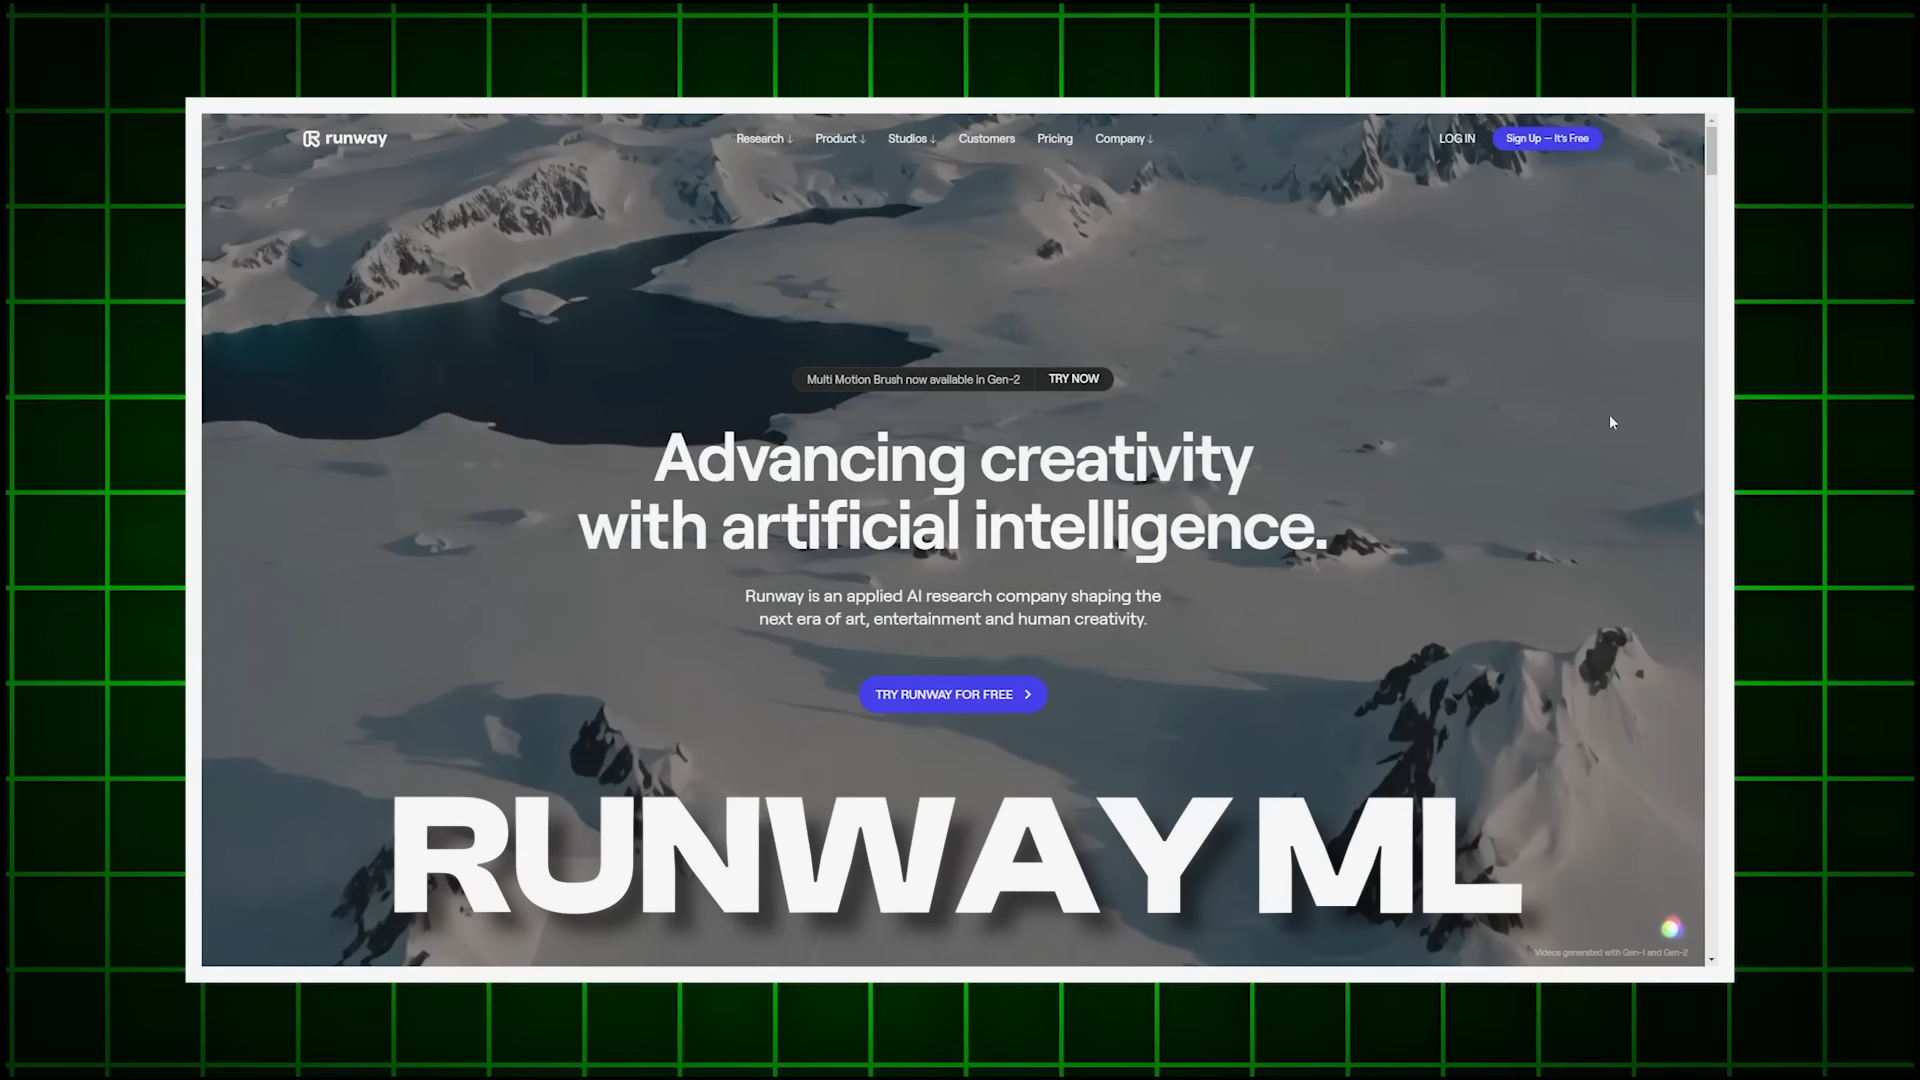 runway
Research ↓ Product ↓ Studios ↓ Customers Pricing Company ↓
LOG IN Sign Up — It's Free
Multi Motion Brush now available in Gen-2 TRY NOW
Advancing creativity
with artificial intelligence.
Runway is an applied AI research company shaping the
next era of art, entertainment and human creativity.
TRY RUNWAY FOR FREE >
RUNWAY ML
Videos generated with Gen-1 and Gen-2